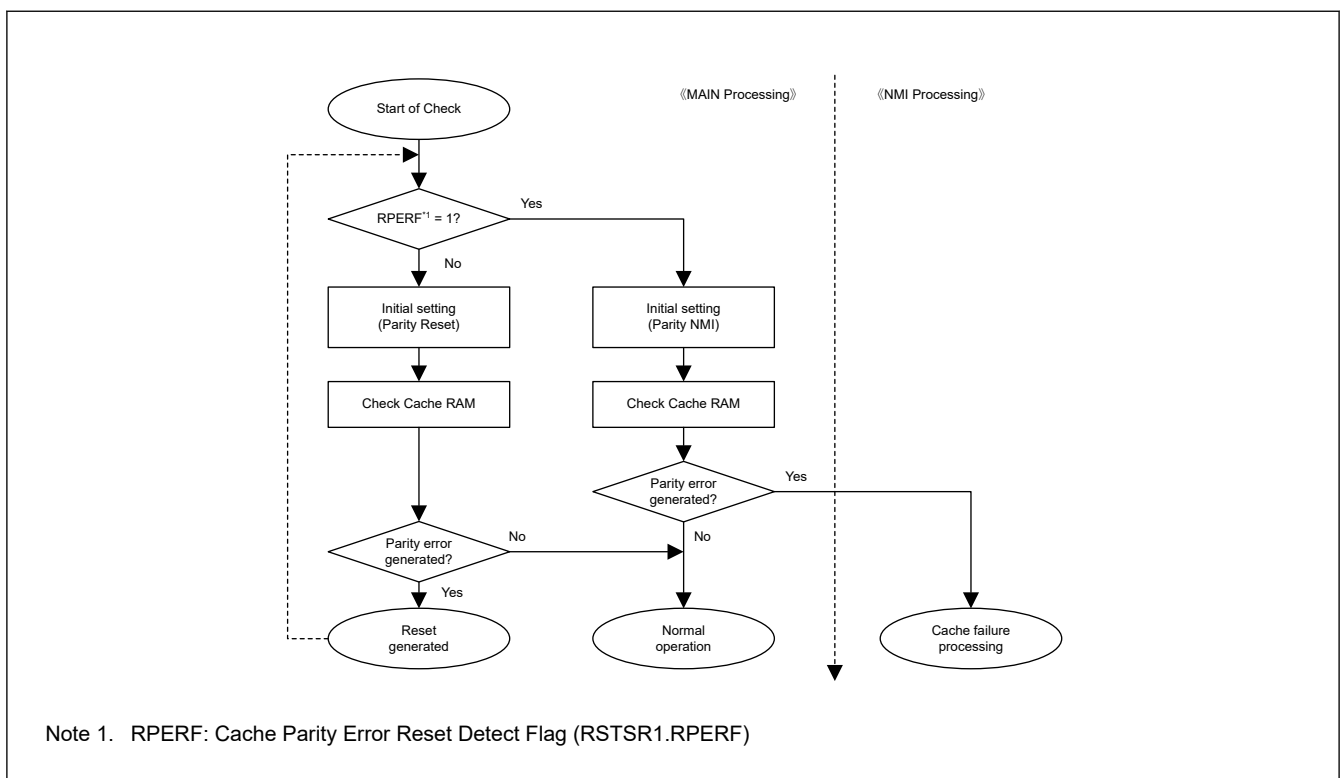 《MAIN Processing》
《NMI Processing》
Start of Check
RPERF*1 = 1?
Yes
No
Initial setting
(Parity Reset)
Initial setting
(Parity NMI)
Check Cache RAM
Check Cache RAM
Parity error
generated?
Yes
No
Parity error
generated?
No
Yes
Reset
generated
Normal
operation
Cache failure
processing
Note 1. RPERF: Cache Parity Error Reset Detect Flag (RSTSR1.RPERF)